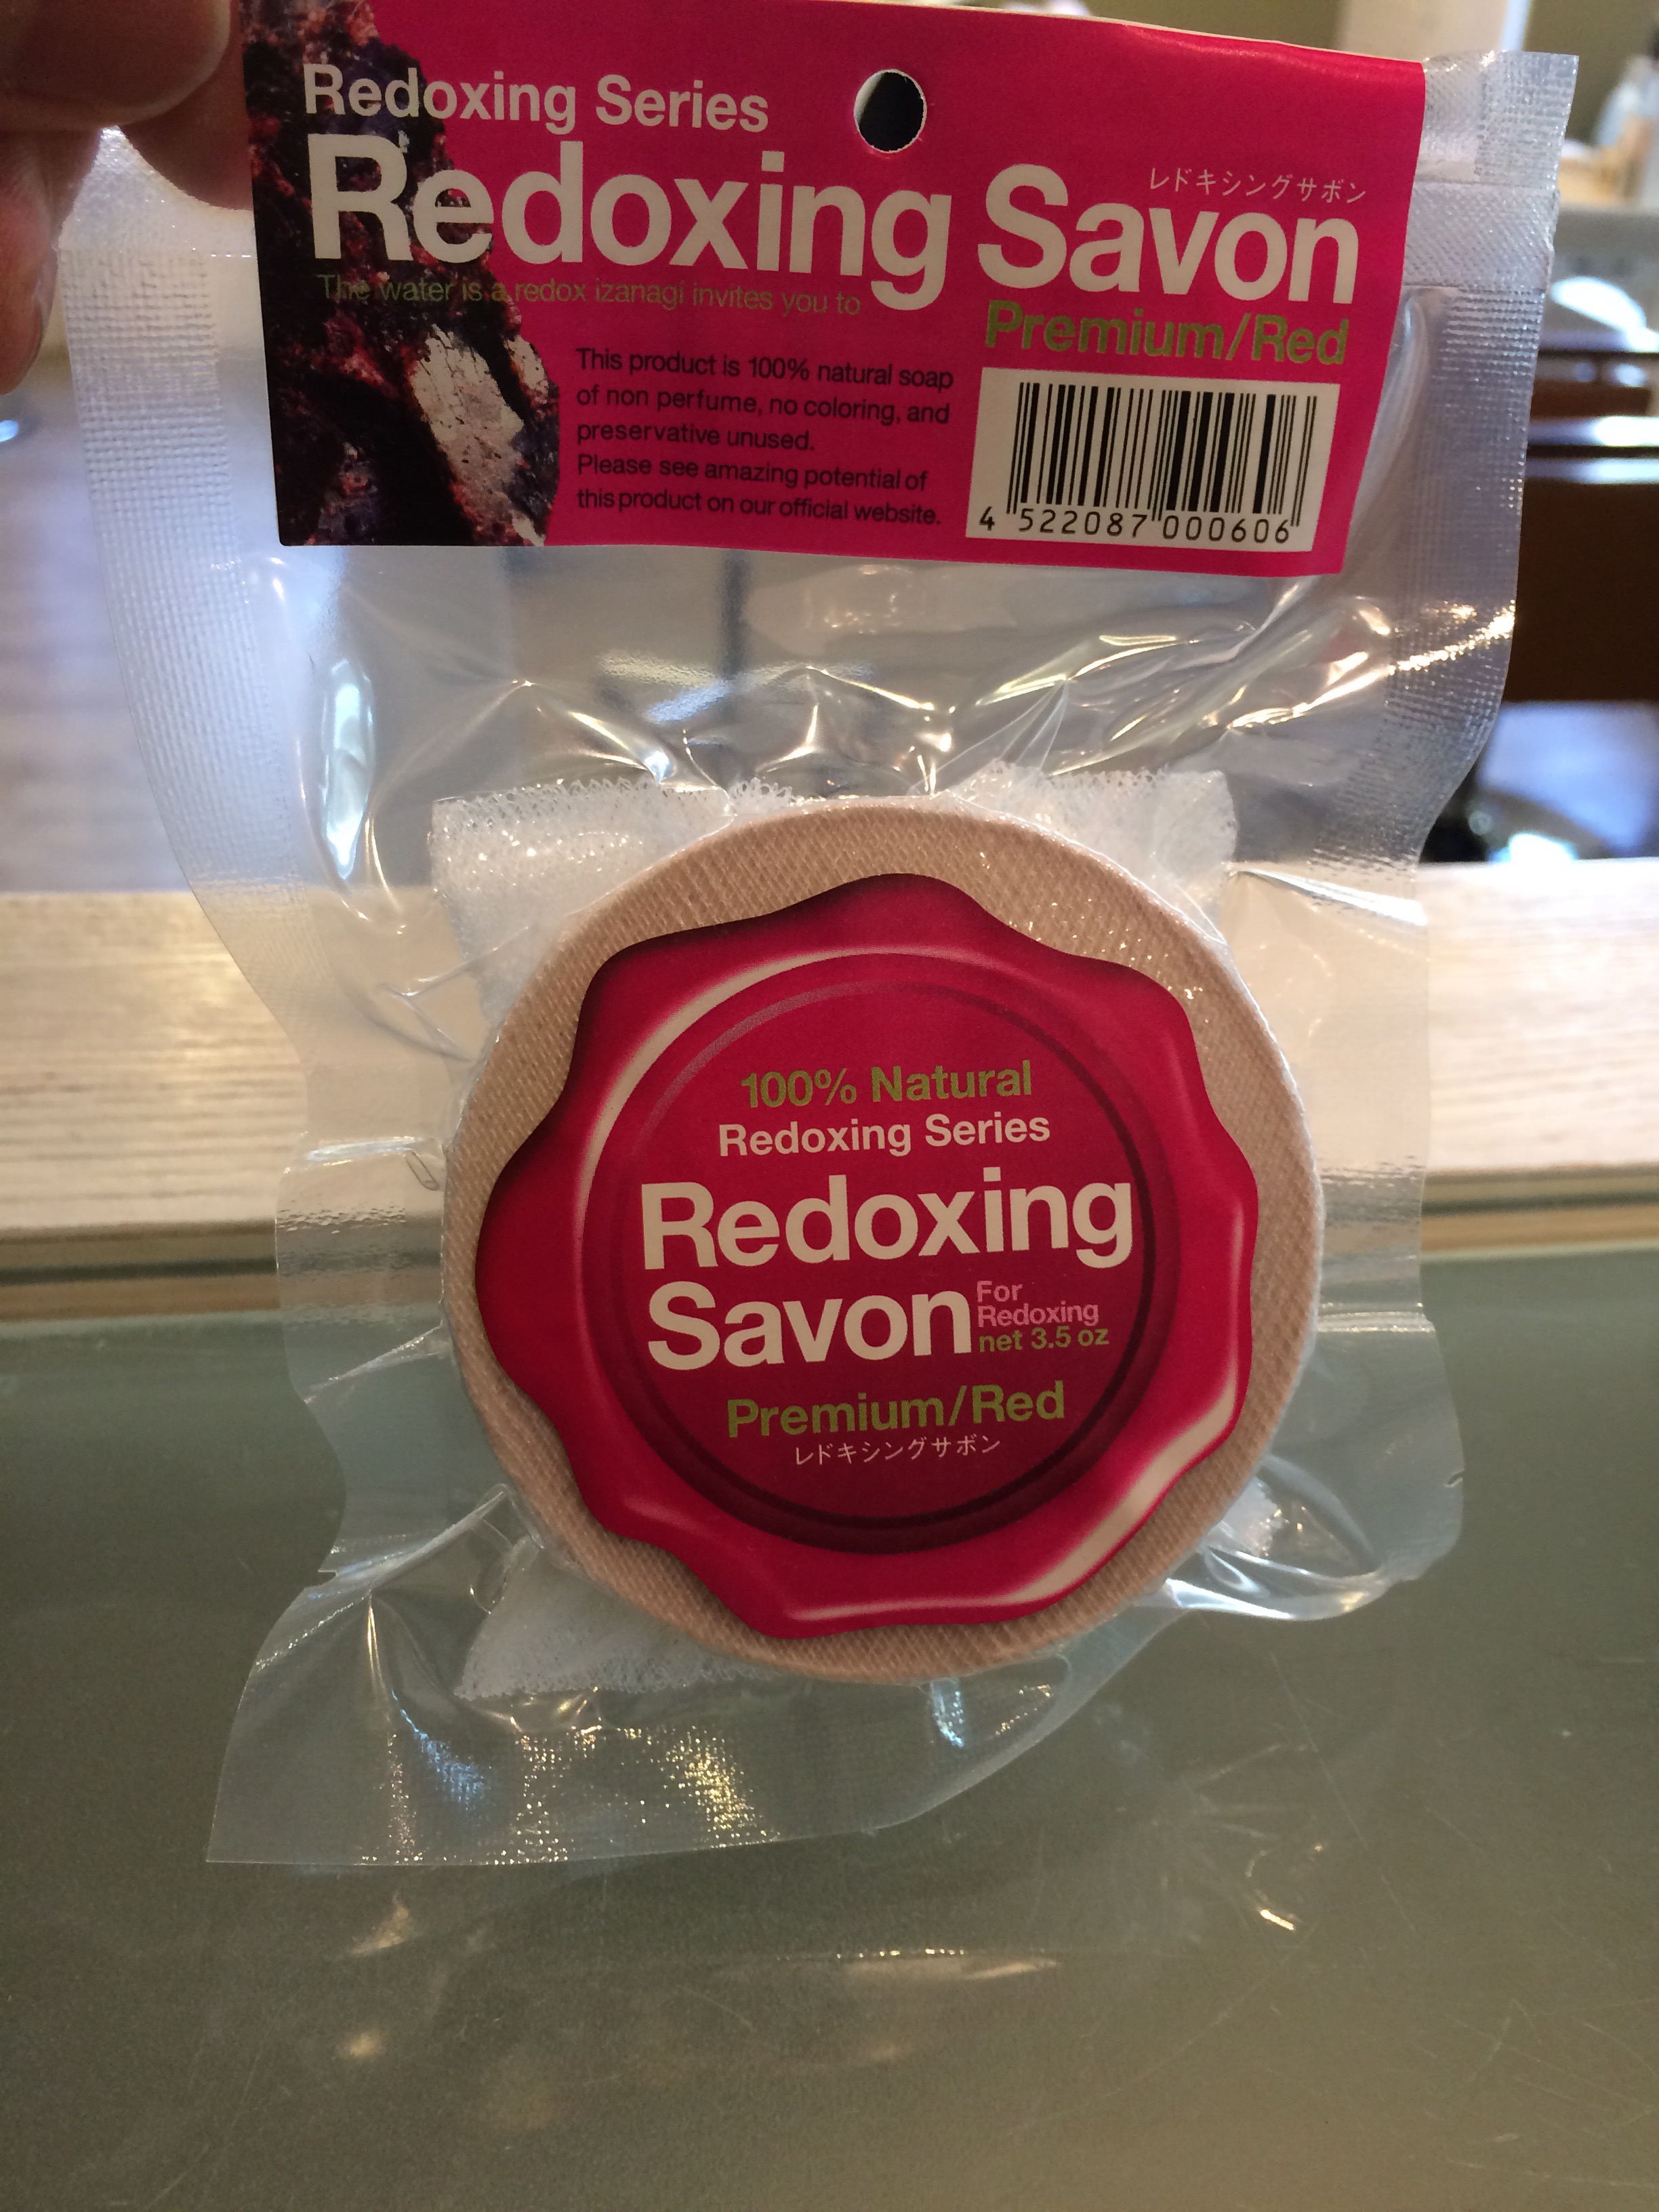 Redoxing Series
Redoxing Savon
レドキシングサボン
The water is a redox izanagi invites you to
Premium/Red
This product is 100% natural soap
of non perfume, no coloring, and
preservative unused.
Please see amazing potential of
this product on our official website.
4 522087 000606
100% Natural
Redoxing Series
Redoxing
Savon
For
Redoxing
net 3.5 oz
Premium/Red
レドキシングサボン